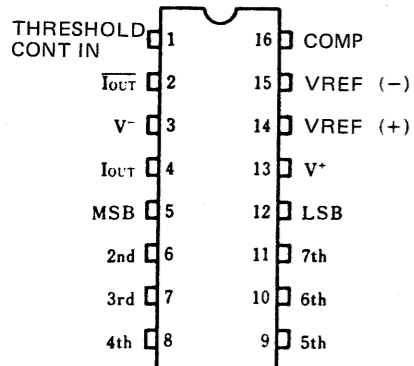 THRESHOLD
CONT IN
1 16 COMP
I̅O̅U̅T̅ 2 15 VREF (−)
V⁻ 3 14 VREF (+)
IOUT 4 13 V⁺
MSB 5 12 LSB
2nd 6 11 7th
3rd 7 10 6th
4th 8 9 5th